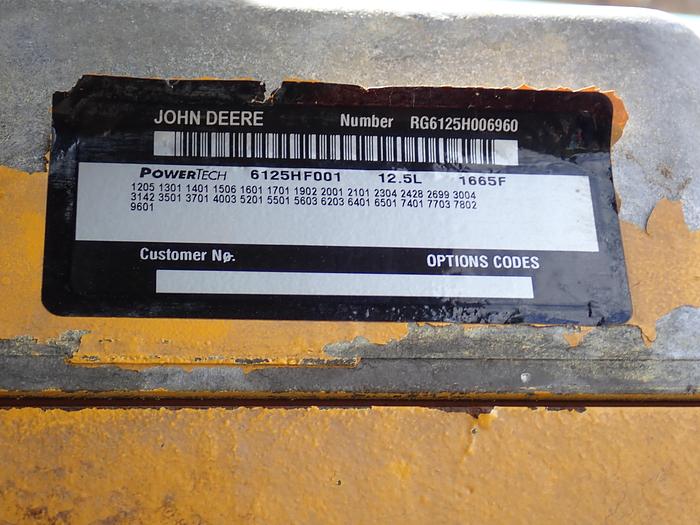 JOHN DEERE Number RG6125H006960
POWERTECH 6125HF001 12.5L 1665F
1205 1301 1401 1506 1601 1701 1902 2001 2101 2304 2428 2699 3004
3142 3501 3701 4003 5201 5501 5603 6203 6401 6501 7401 7703 7802
9601
Customer No. OPTIONS CODES